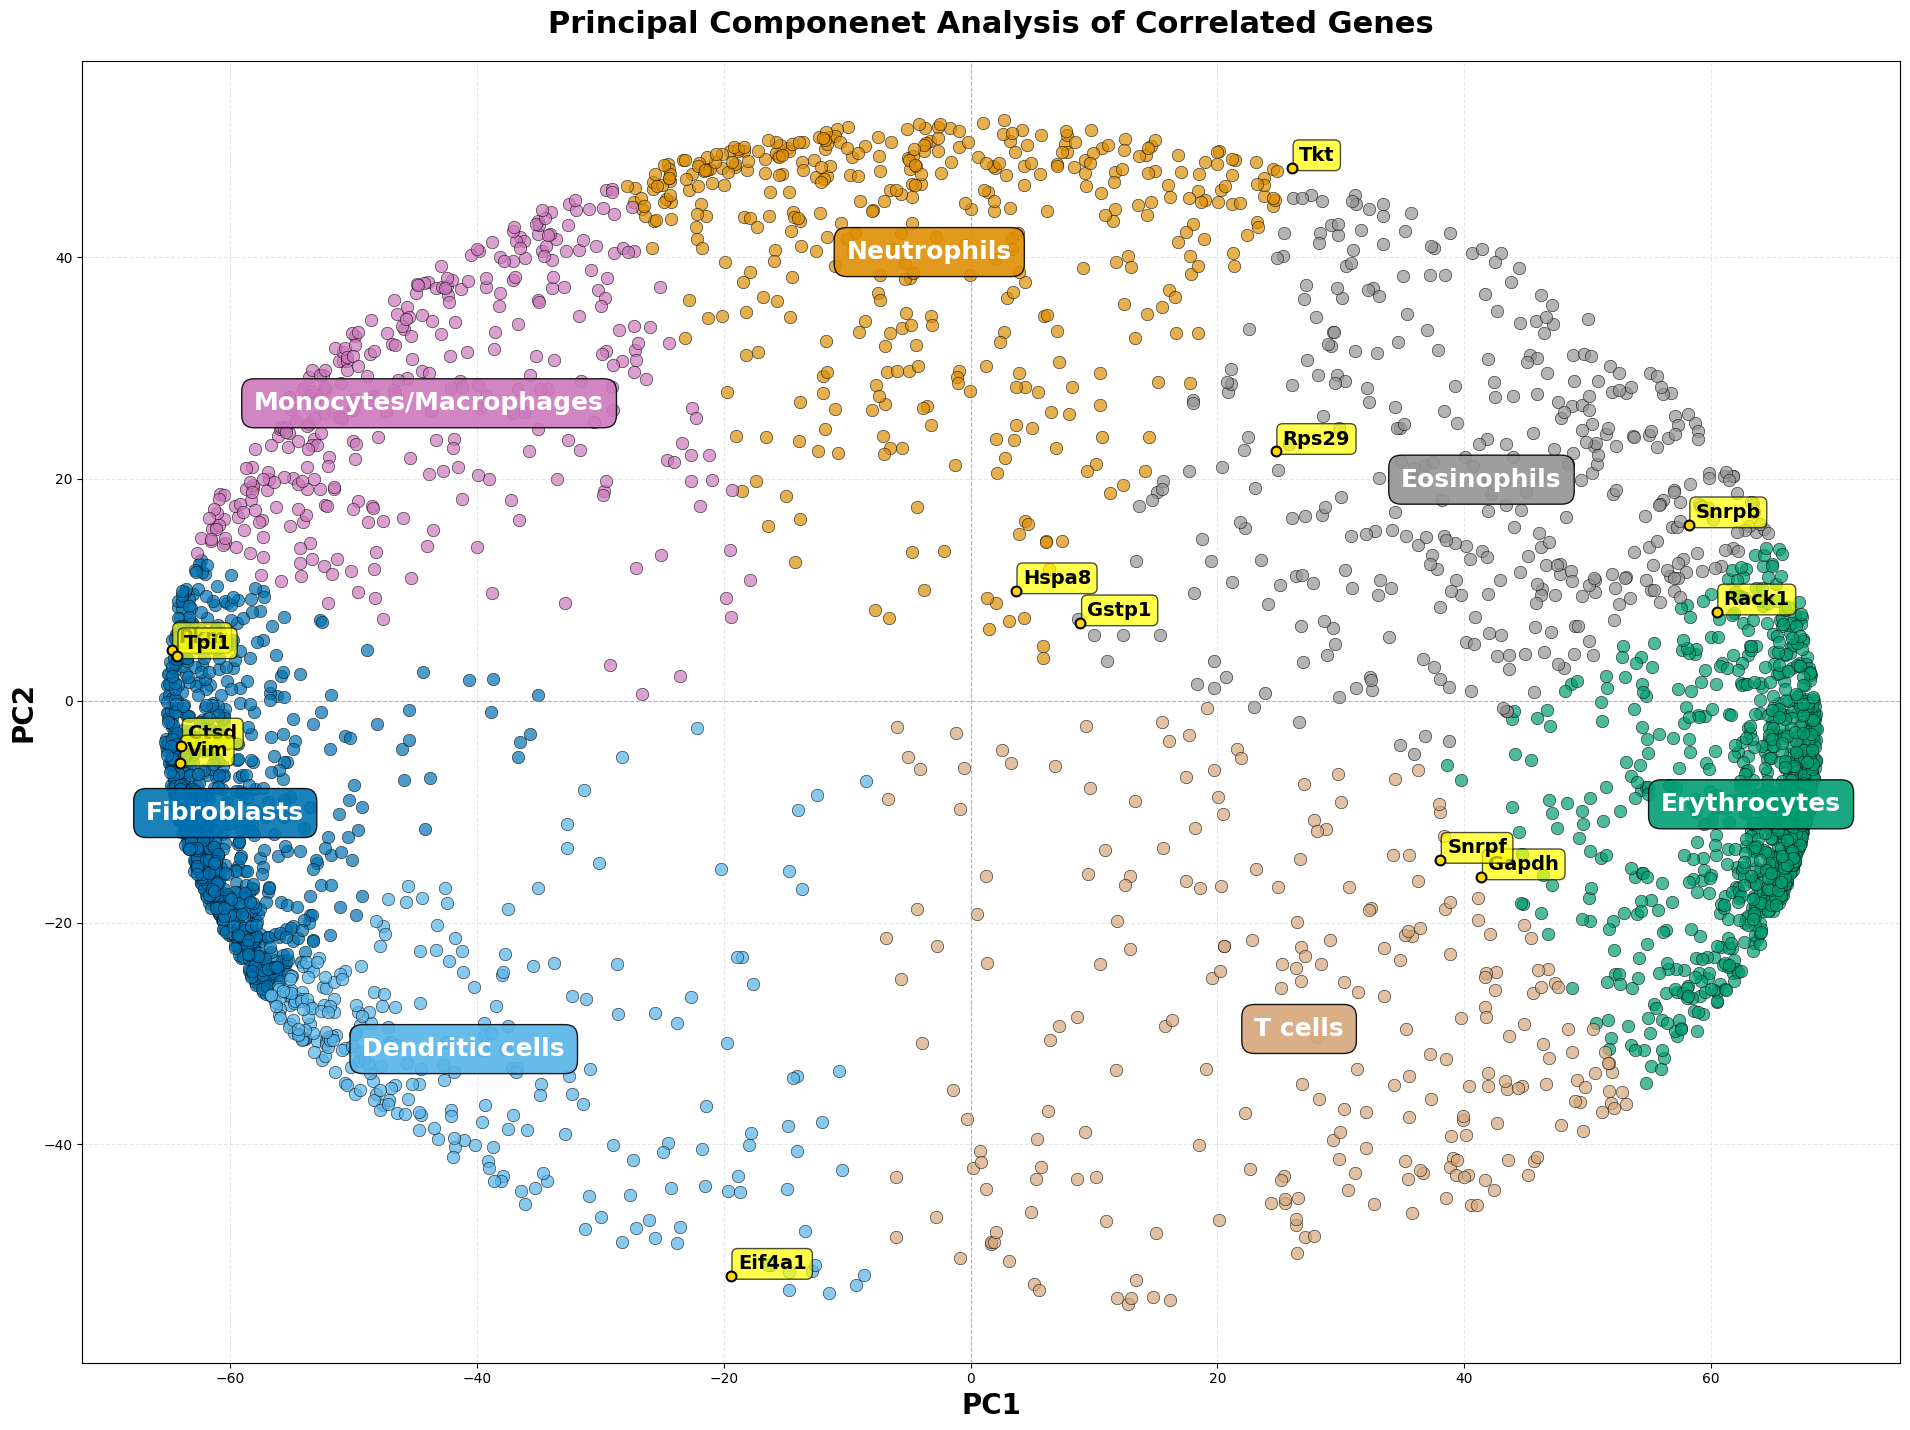 Principal Componenet Analysis of Correlated Genes
Tkt
Neutrophils
Monocytes/Macrophages
Rps29
Eosinophils
Snrpb
Hspa8
Gstp1
Rack1
Tpi1
Ctsd
Vim
Fibroblasts
Erythrocytes
Snrpf
Gapdh
T cells
Dendritic cells
Eif4a1
PC2
40
20
0
−20
−40
−60
−40
−20
0
20
40
60
PC1